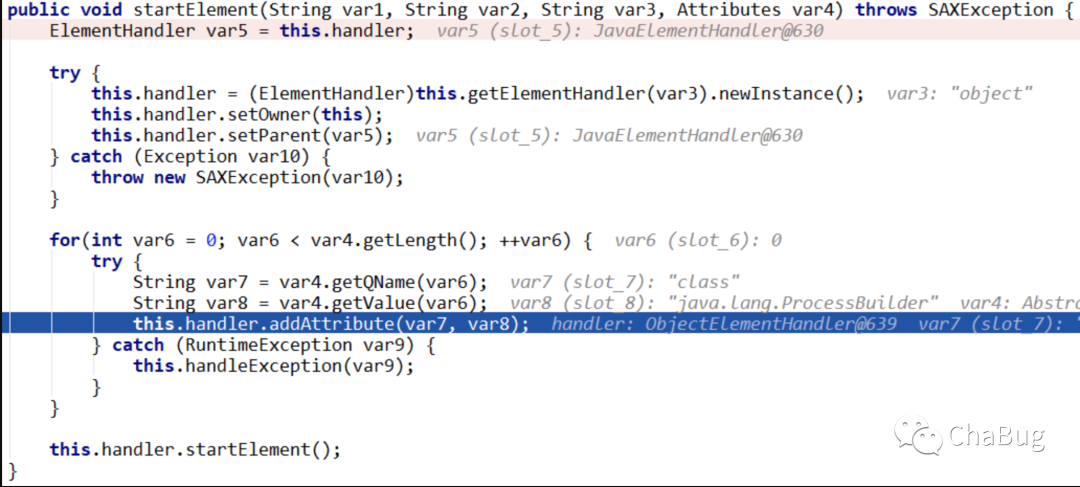 public void startElement(String var1, String var2, String var3, Attributes var4) throws SAXException {
ElementHandler var5 = this.handler; var5 (slot_5): JavaElementHandler@630
try {
this.handler = (ElementHandler)this.getElementHandler(var3).newInstance(); var3: "object"
this.handler.setOwner(this);
this.handler.setParent(var5); var5 (slot_5): JavaElementHandler@630
} catch (Exception var10) {
throw new SAXException(var10);
}
for(int var6 = 0; var6 < var4.getLength(); ++var6) { var6 (slot_6): 0
try {
String var7 = var4.getQName(var6); var7 (slot_7): "class"
String var8 = var4.getValue(var6); var8 (slot_8): "java.lang.ProcessBuilder" var4: Abstro
this.handler.addAttribute(var7, var8); handler: ObjectElementHandler@639 var7 (slot_7): "
} catch (RuntimeException var9) {
this.handleException(var9);
}
}
this.handler.startElement();
}
ChaBug